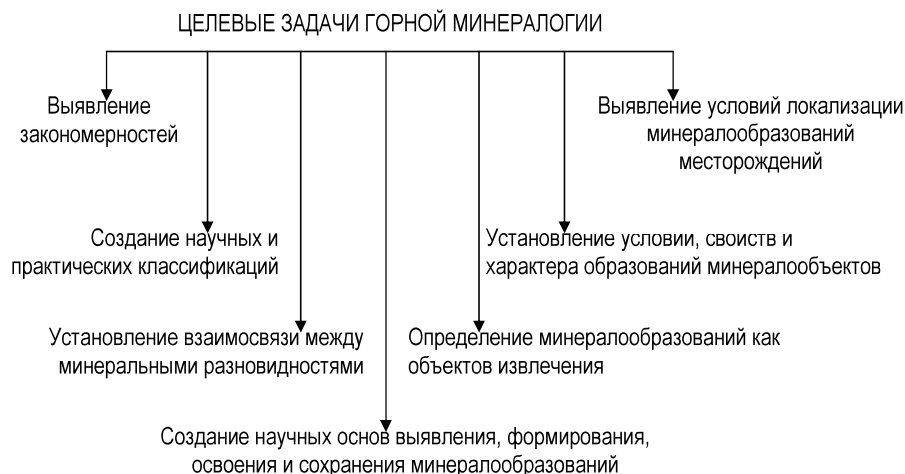 ЦЕЛЕВЫЕ ЗАДАЧИ ГОРНОЙ МИНЕРАЛОГИИ
Выявление
закономерностей
Выявление условий локализации
минералообразований
месторождений
Создание научных и
практических классификаций
Установление условии, свойств и
характера образований минералообъектов
Установление взаимосвязи между
минеральными разновидностями
Определение минералообразований как
объектов извлечения
Создание научных основ выявления, формирования,
освоения и сохранения минералообразований